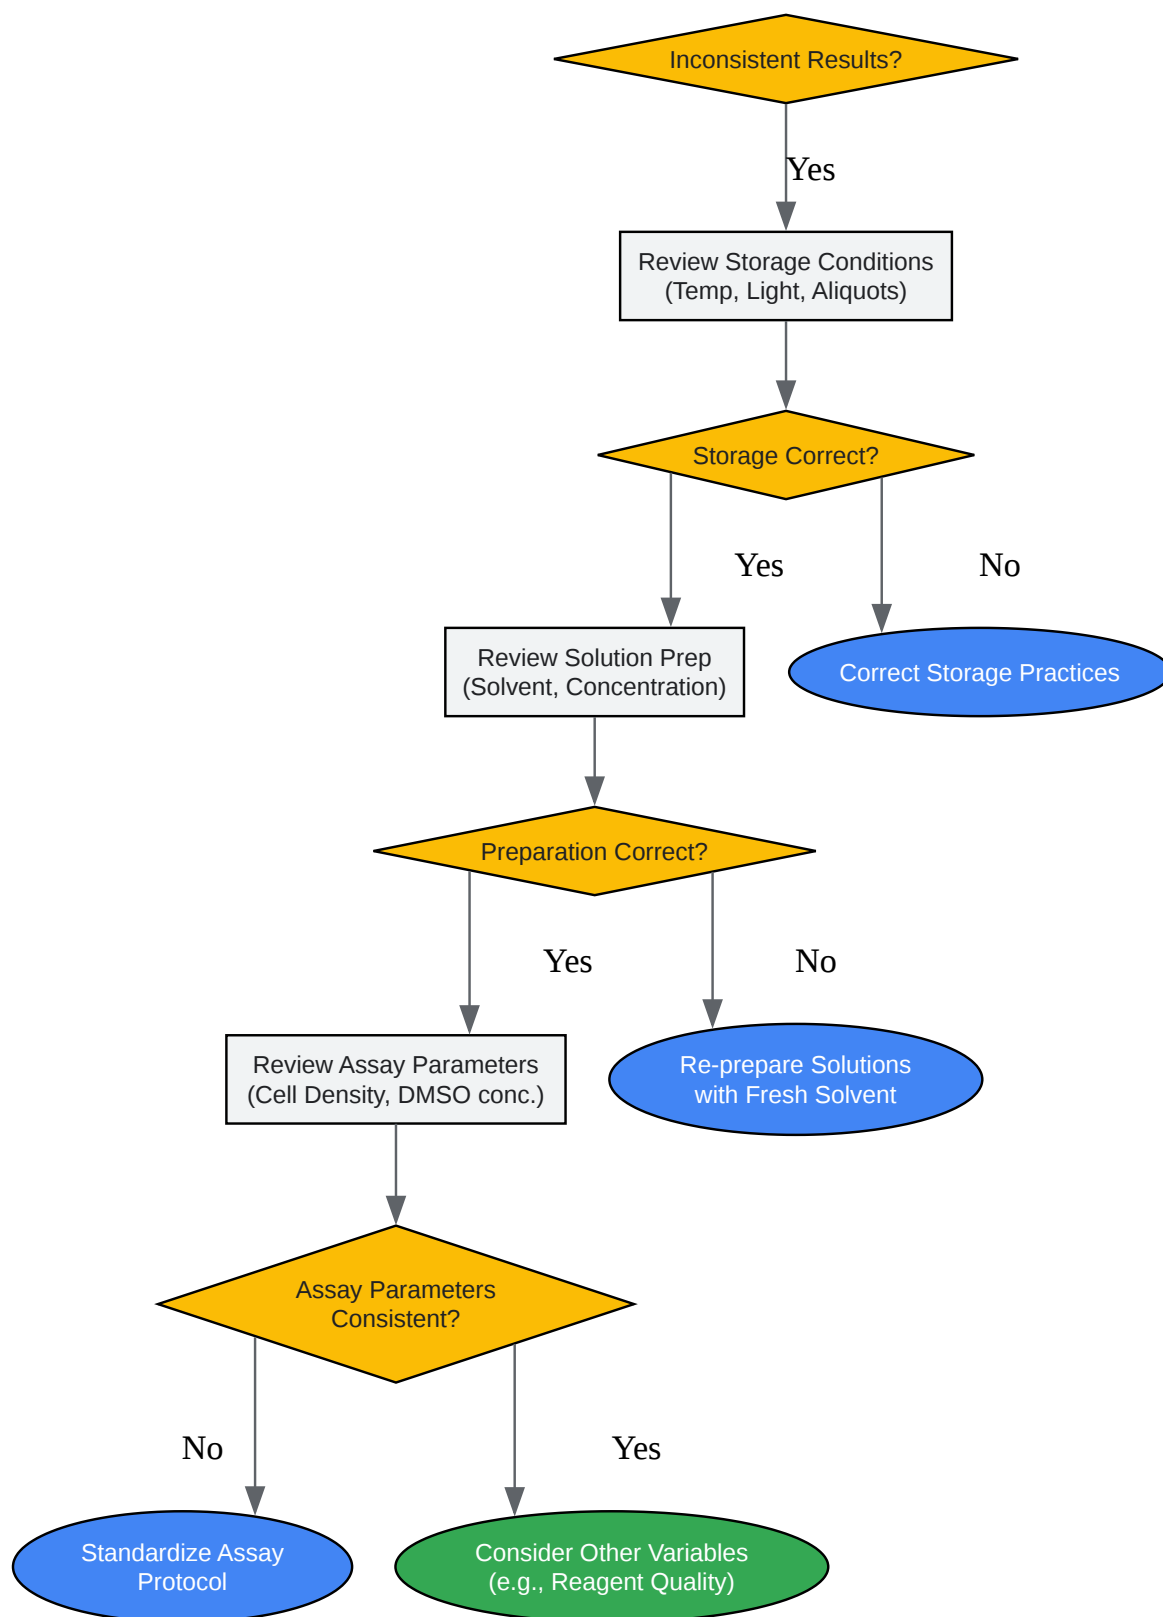 Inconsistent Results?
Yes
Review Storage Conditions
(Temp, Light, Aliquots)
Storage Correct?
Yes
No
Review Solution Prep
(Solvent, Concentration)
Correct Storage Practices
Preparation Correct?
Yes
No
Review Assay Parameters
(Cell Density, DMSO conc.)
Re-prepare Solutions
with Fresh Solvent
Assay Parameters
Consistent?
No
Yes
Standardize Assay
Protocol
Consider Other Variables
(e.g., Reagent Quality)